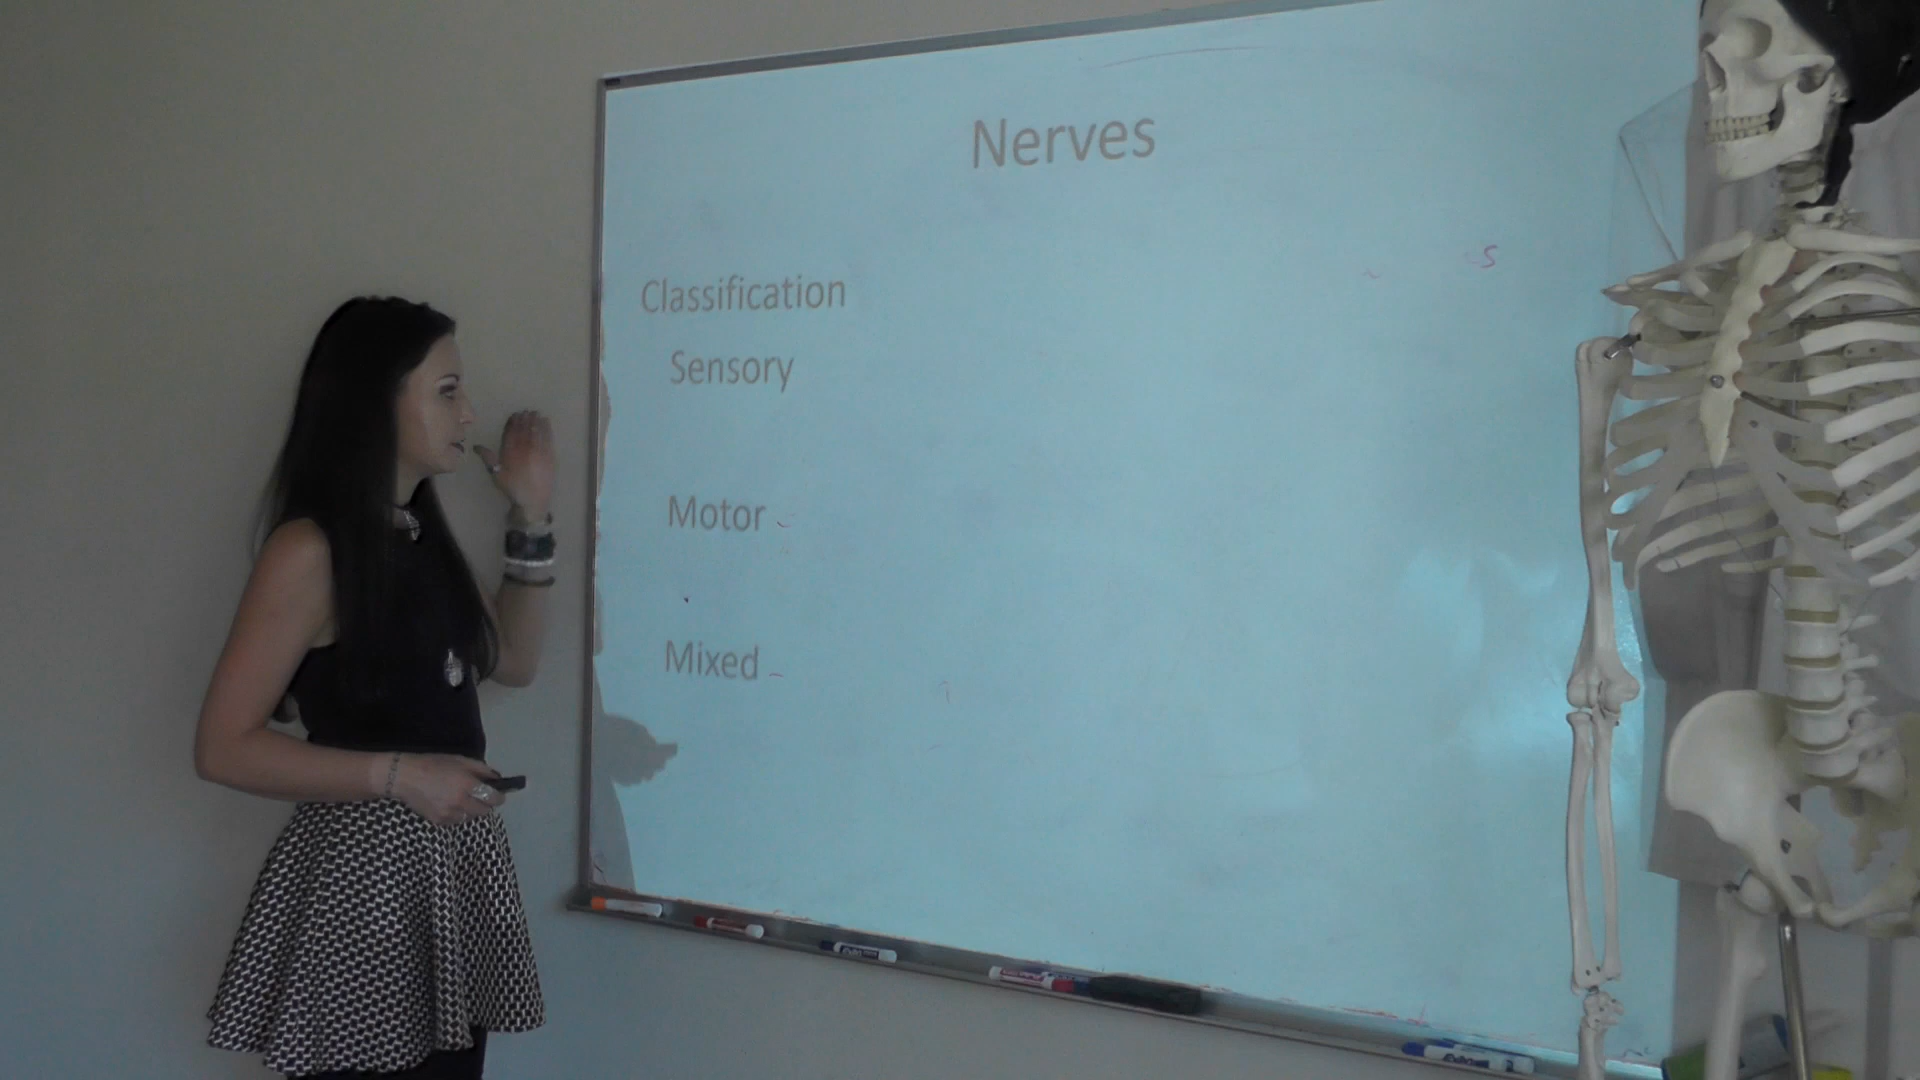 Nerves
Classification
Sensory
Motor
Mixed